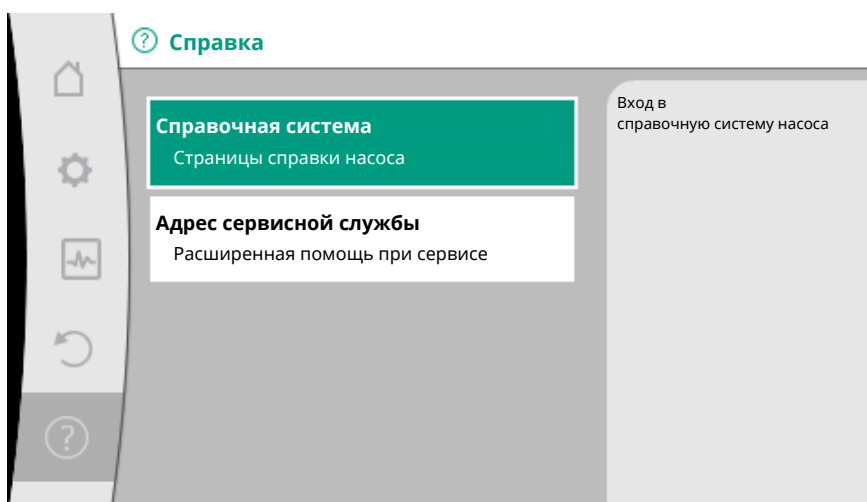 Справка
Справочная система
Страницы справки насоса
Адрес сервисной службы
Расширенная помощь при сервисе
Вход в
справочную систему насоса